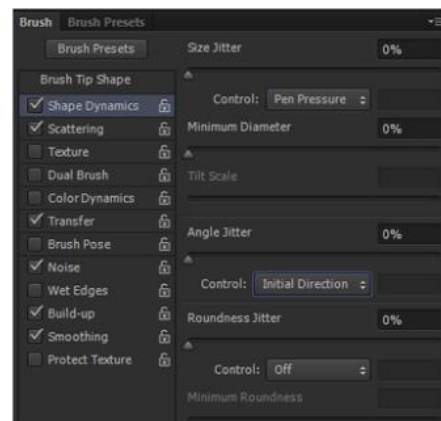 Brush Brush Presets
Brush Presets
Brush Tip Shape
Shape Dynamics
Scattering
Texture
Dual Brush
Color Dynamics
Transfer
Brush Pose
Noise
Wet Edges
Build-up
Smoothing
Protect Texture
Size Jitter 0%
Control: Pen Pressure
Minimum Diameter 0%
Tilt Scale
Angle Jitter 0%
Control: Initial Direction
Roundness Jitter 0%
Control: Off
Minimum Roundness